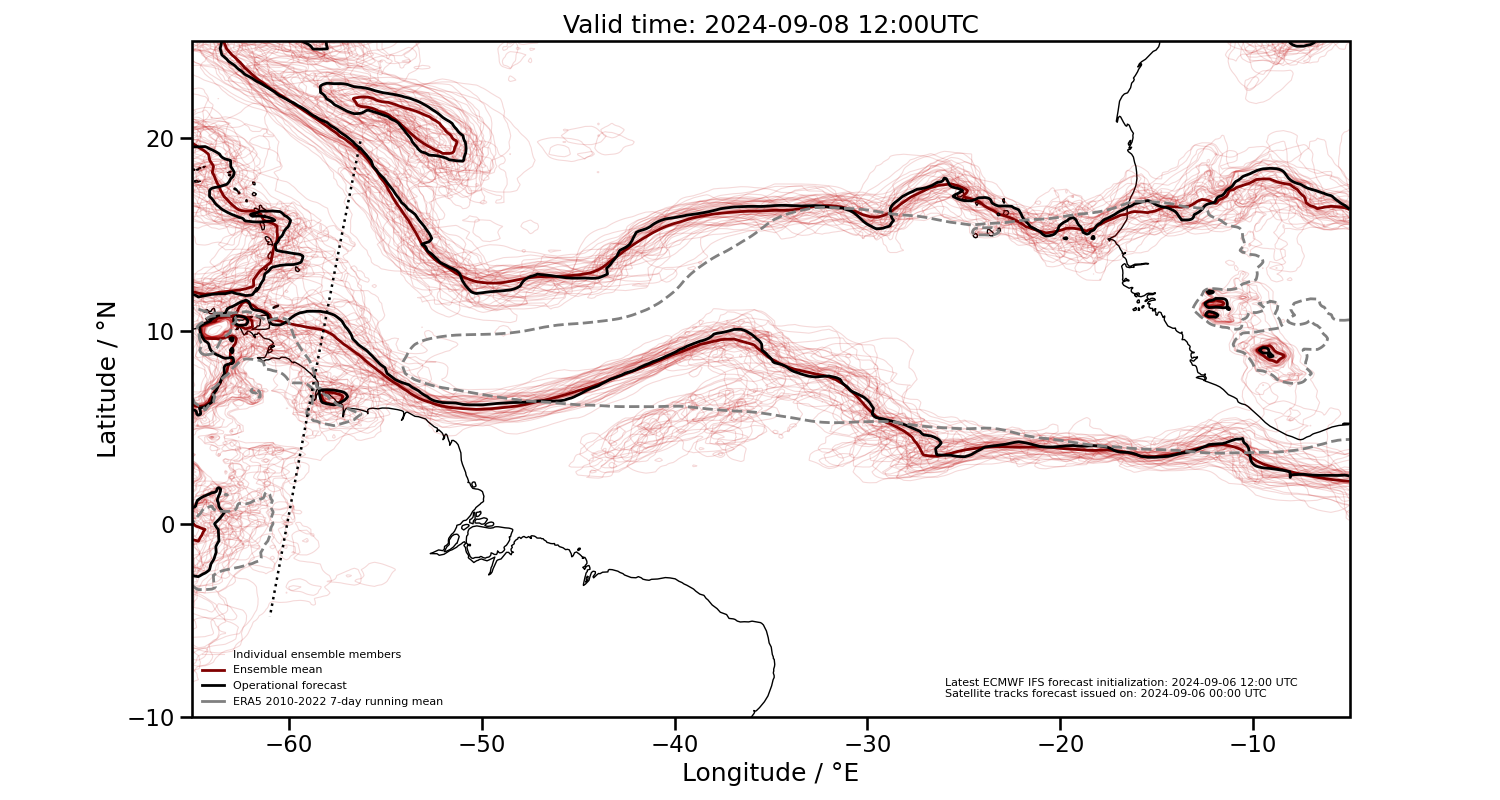 Valid time: 2024-09-08 12:00UTC
20
10
0
−10
Latitude / °N
Individual ensemble members
Ensemble mean
Operational forecast
ERA5 2010-2022 7-day running mean
Latest ECMWF IFS forecast initialization: 2024-09-06 12:00 UTC
Satellite tracks forecast issued on: 2024-09-06 00:00 UTC
−60 −50 −40 −30 −20 −10
Longitude / °E